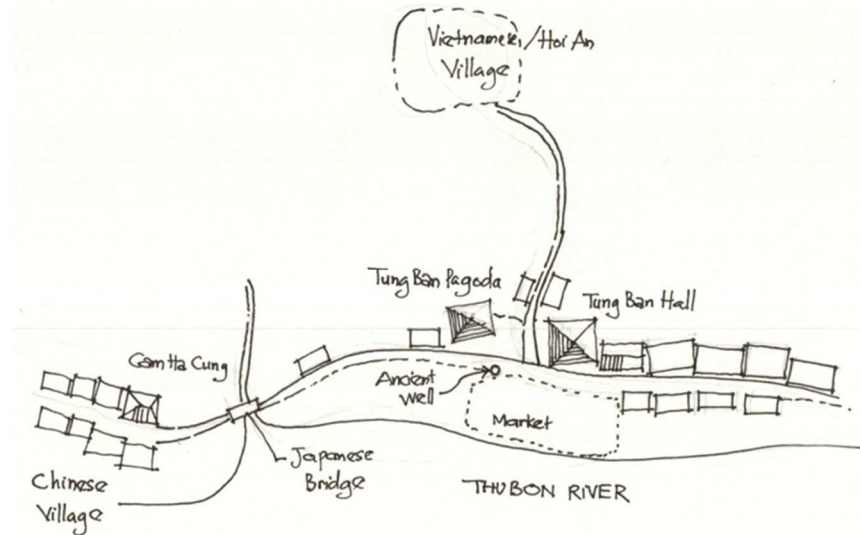 Vietnamese,/Hoi An
Village
Tung Ban Pagoda
Tung Ban Hall
Cam Ha Cung
Ancient
well
Market
Japanese
Bridge
Chinese
Village
THUBON RIVER